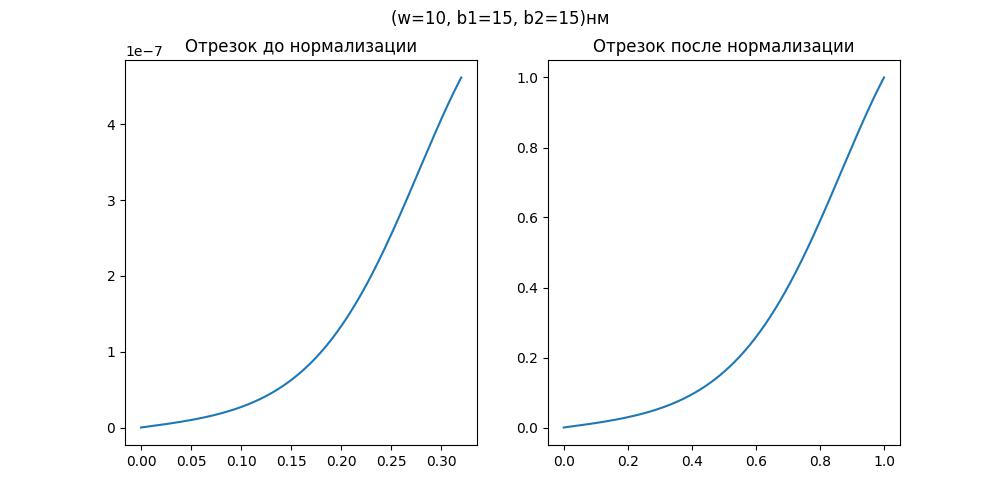 (w=10, b1=15, b2=15)нм
Отрезок до нормализации
Отрезок после нормализации
1e−7
4
3
2
1
0
0.00 0.05 0.10 0.15 0.20 0.25 0.30
1.0
0.8
0.6
0.4
0.2
0.0
0.0 0.2 0.4 0.6 0.8 1.0